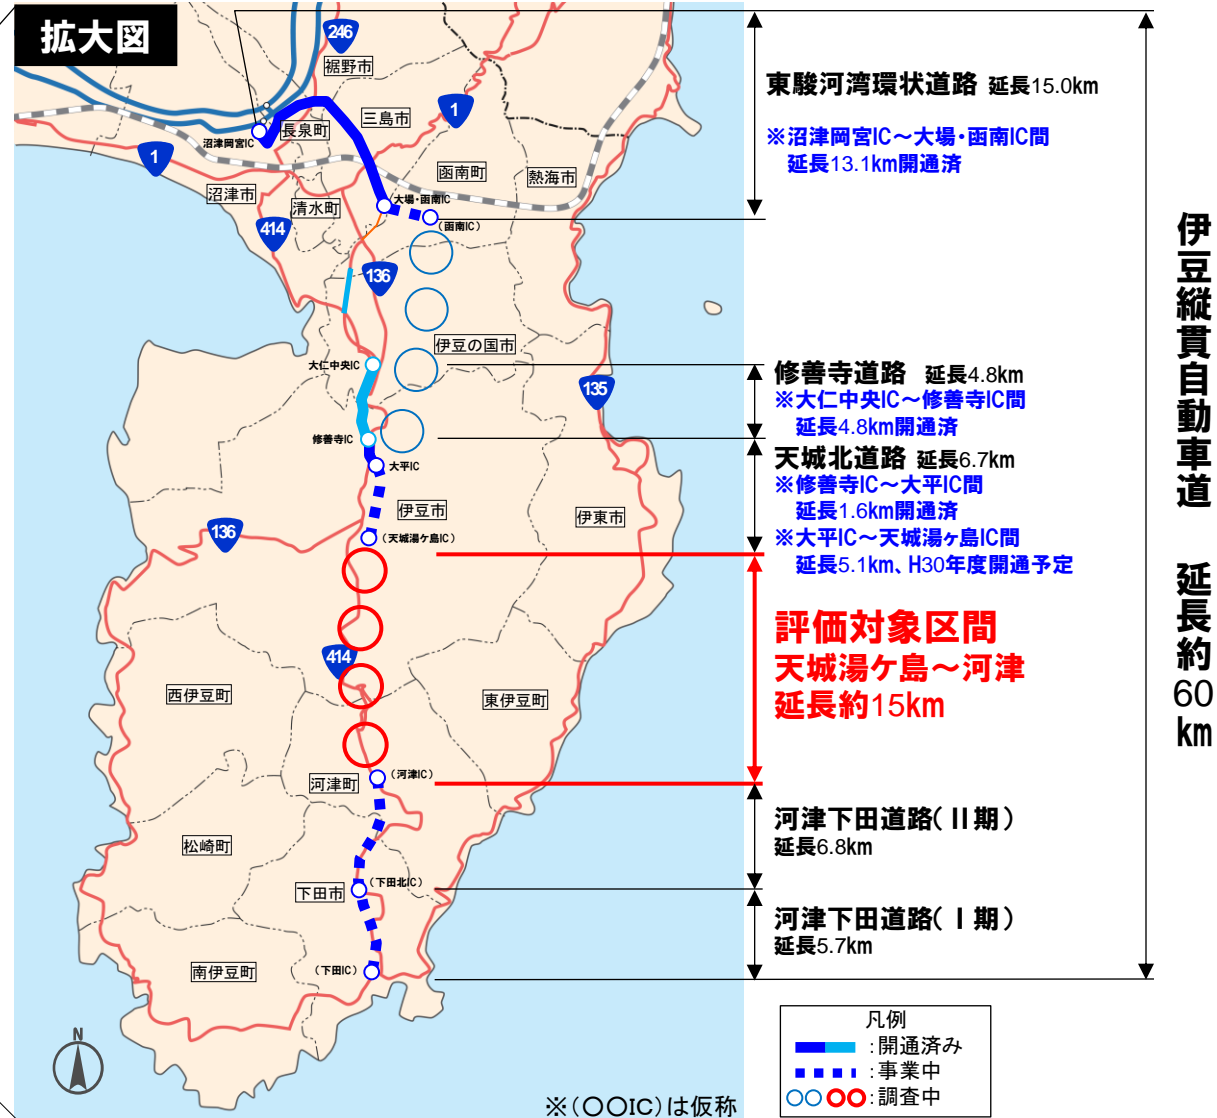 拡大図
246
裾野市
1
三島市
長泉町
沼津岡宮IC
1
函南町
熱海市
沼津市
清水町
大場・函南IC
(函南IC)
414
136
伊豆の国市
大仁中央IC
135
修善寺IC
大平IC
伊豆市
伊東市
136
(天城湯ケ島IC)
414
西伊豆町
東伊豆町
河津町
(河津IC)
松崎町
下田市
(下田北IC)
南伊豆町
(下田IC)
N
※(〇〇IC)は仮称
東駿河湾環状道路 延長15.0km
※沼津岡宮IC～大場・函南IC間
延長13.1km開通済
修善寺道路 延長4.8km
※大仁中央IC～修善寺IC間
延長4.8km開通済
天城北道路 延長6.7km
※修善寺IC～大平IC間
延長1.6km開通済
※大平IC～天城湯ヶ島IC間
延長5.1km、H30年度開通予定
評価対象区間
天城湯ケ島～河津
延長約15km
河津下田道路(Ⅱ期)
延長6.8km
河津下田道路(Ⅰ期)
延長5.7km
伊豆縦貫自動車道 延長約60km
凡例
:開通済み
:事業中
:調査中